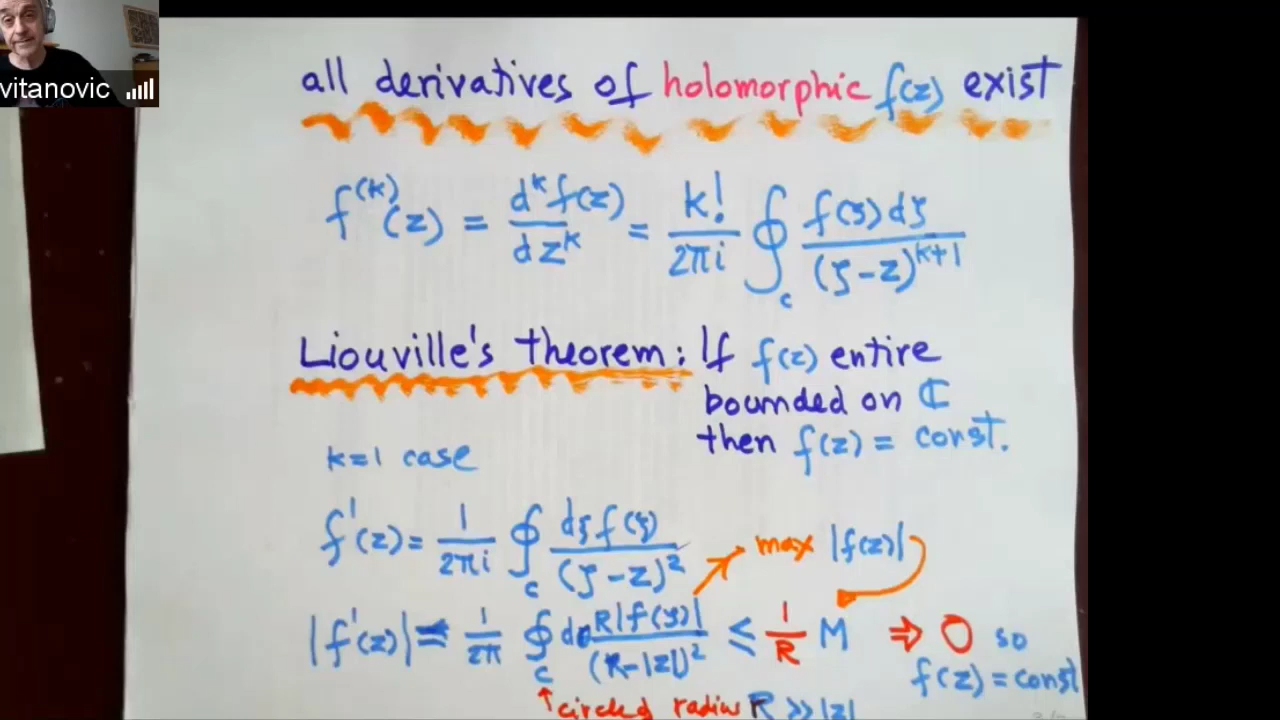 vitanovic
all derivatives of holomorphic f(z) exist
f^(k)(z) = d^k f(z) / dz^k = k! / 2πi ∮_c f(ζ) dζ / (ζ-z)^(k+1)
Liouville's theorem: If f(z) entire
bounded on ℂ
then f(z) = const.
k=1 case
f'(z) = 1 / 2πi ∮_c dζ f(ζ) / (ζ-z)^2
max |f(z)|
|f'(z)| ≤ 1 / 2π ∮_c dθ R|f(ζ)| / (R-|z|)^2 ≤ 1/R M ⇒ 0 so
f(z) = const
↑ circle radius R >> |z|